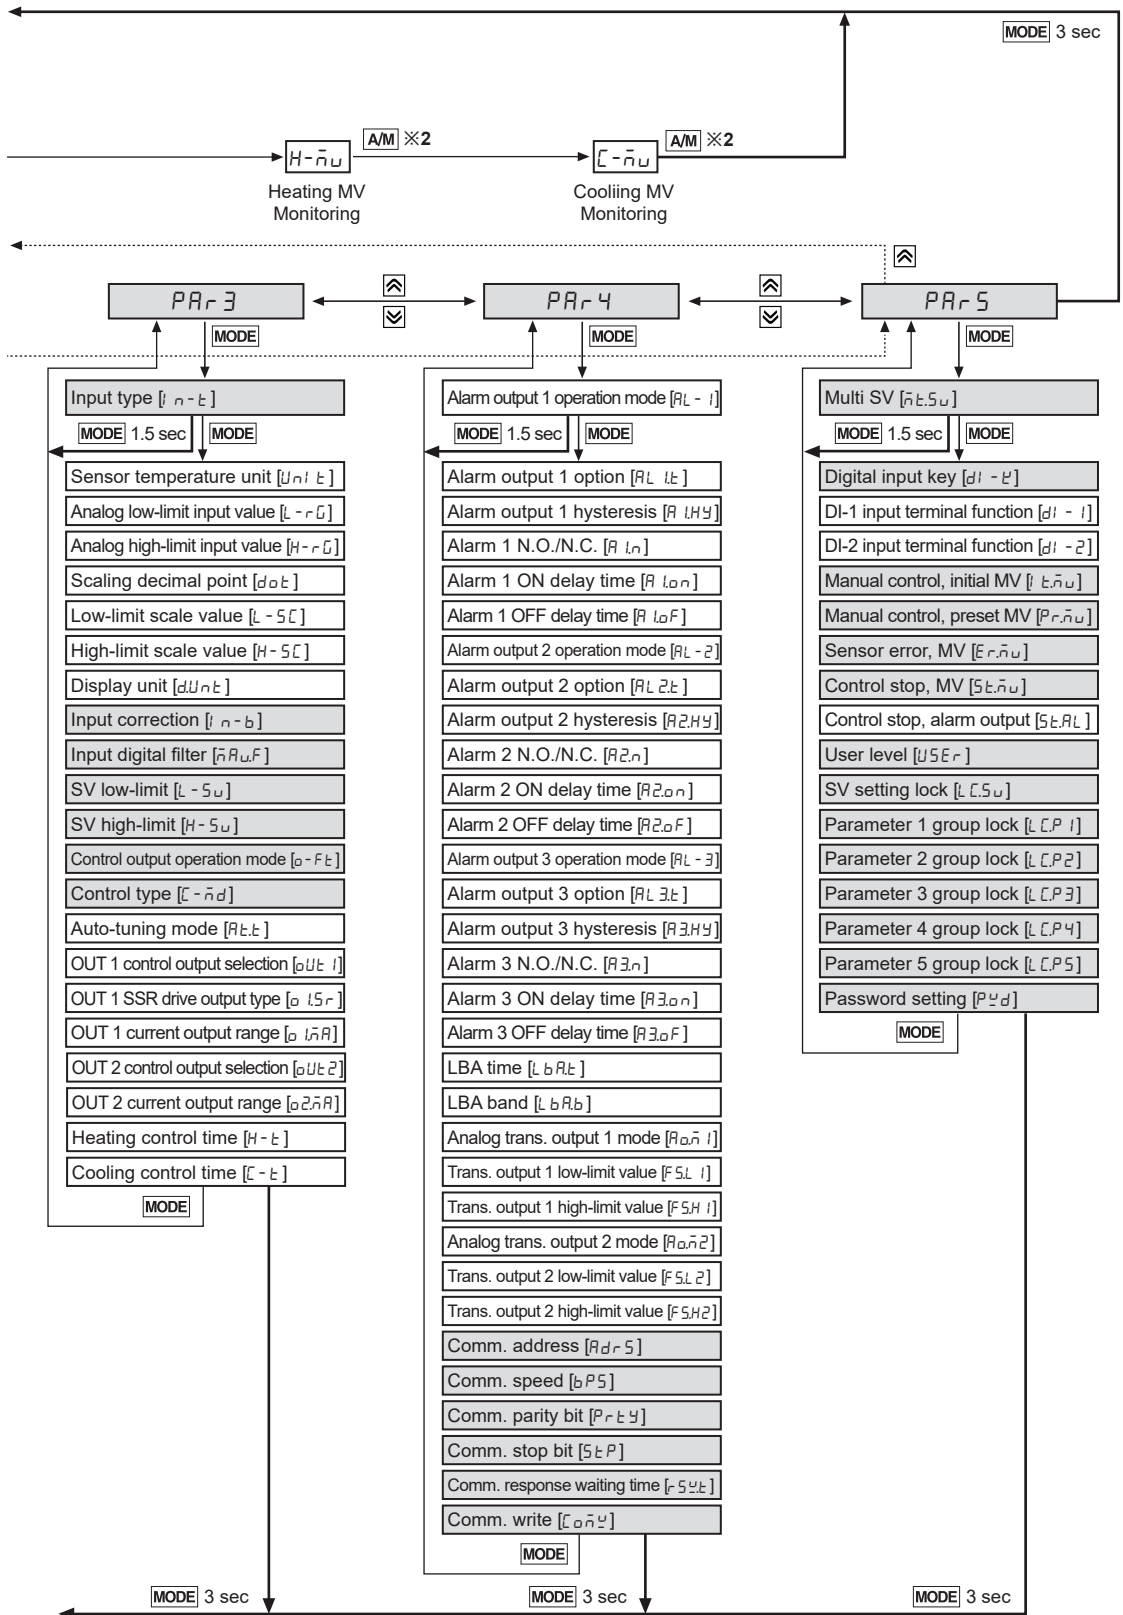 MODE 3 sec
A/M ※2
A/M ※2
H-mv
C-mv
Heating MV
Monitoring
Cooliing MV
Monitoring
PAr3
PAr4
PAr5
MODE
MODE
MODE
Input type [In-t]
MODE 1.5 sec MODE
Sensor temperature unit [UnIt]
Analog low-limit input value [L-rG]
Analog high-limit input value [H-rG]
Scaling decimal point [dot]
Low-limit scale value [L-SC]
High-limit scale value [H-SC]
Display unit [d.Unt]
Input correction [In-b]
Input digital filter [mAv.F]
SV low-limit [L-Sv]
SV high-limit [H-Sv]
Control output operation mode [o-Ft]
Control type [C-md]
Auto-tuning mode [At.t]
OUT 1 control output selection [oUt1]
OUT 1 SSR drive output type [o1.Sr]
OUT 1 current output range [o1.mA]
OUT 2 control output selection [oUt2]
OUT 2 current output range [o2.mA]
Heating control time [H-t]
Cooling control time [C-t]
MODE
MODE 3 sec
Alarm output 1 operation mode [AL-1]
MODE 1.5 sec MODE
Alarm output 1 option [AL1.t]
Alarm output 1 hysteresis [A1.HY]
Alarm 1 N.O./N.C. [A1.n]
Alarm 1 ON delay time [A1.on]
Alarm 1 OFF delay time [A1.oF]
Alarm output 2 operation mode [AL-2]
Alarm output 2 option [AL2.t]
Alarm output 2 hysteresis [A2.HY]
Alarm 2 N.O./N.C. [A2.n]
Alarm 2 ON delay time [A2.on]
Alarm 2 OFF delay time [A2.oF]
Alarm output 3 operation mode [AL-3]
Alarm output 3 option [AL3.t]
Alarm output 3 hysteresis [A3.HY]
Alarm 3 N.O./N.C. [A3.n]
Alarm 3 ON delay time [A3.on]
Alarm 3 OFF delay time [A3.oF]
LBA time [LbA.t]
LBA band [LbA.b]
Analog trans. output 1 mode [Ao.m1]
Trans. output 1 low-limit value [FS.L1]
Trans. output 1 high-limit value [FS.H1]
Analog trans. output 2 mode [Ao.m2]
Trans. output 2 low-limit value [FS.L2]
Trans. output 2 high-limit value [FS.H2]
Comm. address [AdrS]
Comm. speed [bPS]
Comm. parity bit [PrtY]
Comm. stop bit [StP]
Comm. response waiting time [rSW.t]
Comm. write [ComW]
MODE
MODE 3 sec
Multi SV [mt.Sv]
MODE 1.5 sec MODE
Digital input key [dI-K]
DI-1 input terminal function [dI-1]
DI-2 input terminal function [dI-2]
Manual control, initial MV [It.mv]
Manual control, preset MV [Pr.mv]
Sensor error, MV [Er.mv]
Control stop, MV [St.mv]
Control stop, alarm output [St.AL]
User level [USEr]
SV setting lock [LC.Sv]
Parameter 1 group lock [LC.P1]
Parameter 2 group lock [LC.P2]
Parameter 3 group lock [LC.P3]
Parameter 4 group lock [LC.P4]
Parameter 5 group lock [LC.P5]
Password setting [PWd]
MODE
MODE 3 sec